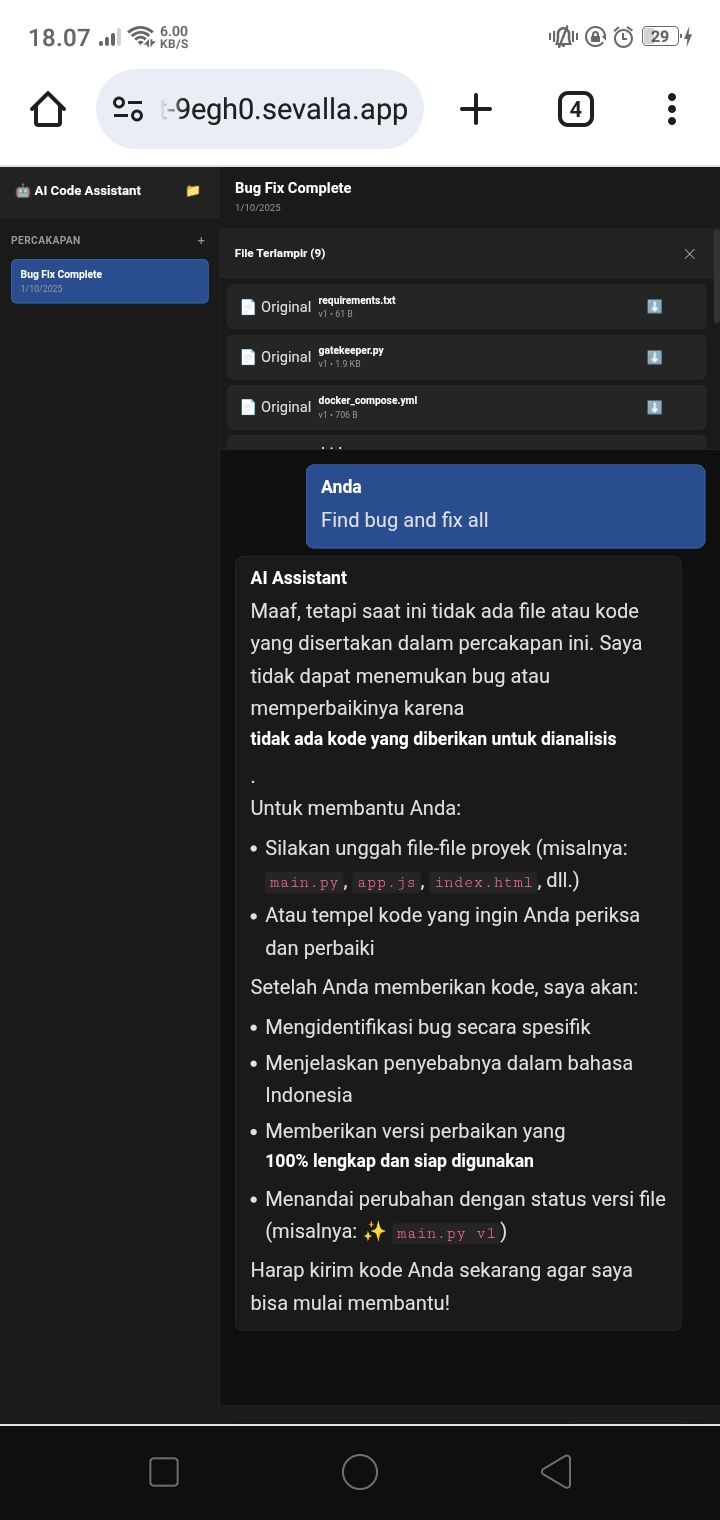 18.07
6.00
KB/S
29
-9egh0.sevalla.app
4
🤖 AI Code Assistant 📁
PERCAKAPAN +
Bug Fix Complete
1/10/2025
Bug Fix Complete
1/10/2025
File Terlampir (9)
📄 Original requirements.txt
v1 • 61 B
📄 Original gatekeeper.py
v1 • 1.9 KB
📄 Original docker_compose.yml
v1 • 706 B
Anda
Find bug and fix all
AI Assistant
Maaf, tetapi saat ini tidak ada file atau kode
yang disertakan dalam percakapan ini. Saya
tidak dapat menemukan bug atau
memperbaikinya karena
tidak ada kode yang diberikan untuk dianalisis
.
Untuk membantu Anda:
• Silakan unggah file-file proyek (misalnya:
main.py, app.js, index.html, dll.)
• Atau tempel kode yang ingin Anda periksa
dan perbaiki
Setelah Anda memberikan kode, saya akan:
• Mengidentifikasi bug secara spesifik
• Menjelaskan penyebabnya dalam bahasa
Indonesia
• Memberikan versi perbaikan yang
100% lengkap dan siap digunakan
• Menandai perubahan dengan status versi file
(misalnya: ✨ main.py v1)
Harap kirim kode Anda sekarang agar saya
bisa mulai membantu!